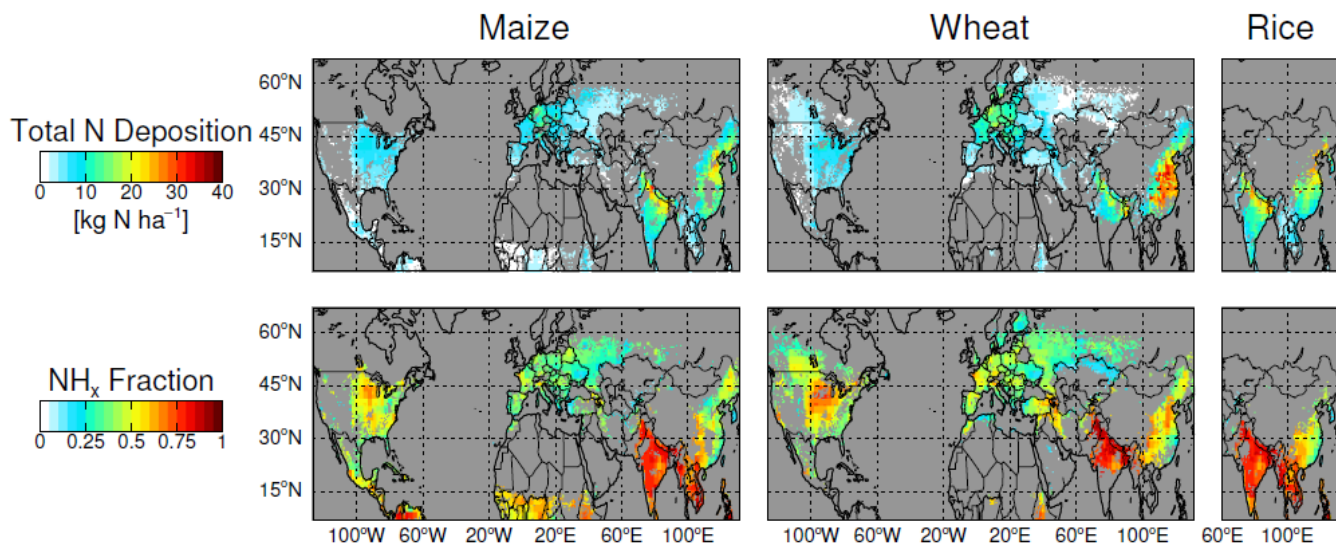 Maize Wheat Rice
60°N
45°N
30°N
15°N
Total N Deposition
0 10 20 30 40
[kg N ha⁻¹]
60°N
45°N
30°N
15°N
NHₓ Fraction
0 0.25 0.5 0.75 1
100°W 60°W 20°W 20°E 60°E 100°E 100°W 60°W 20°W 20°E 60°E 100°E 60°E 100°E